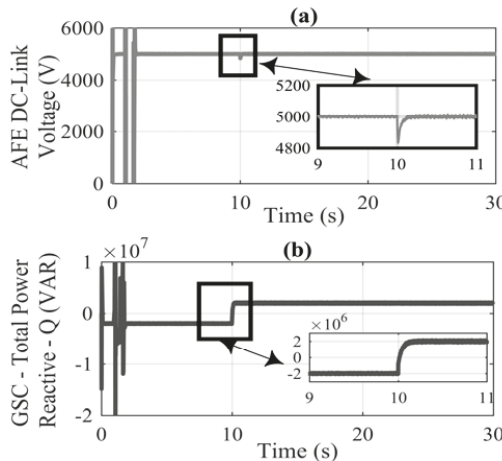 (a)
AFE DC-Link
Voltage (V)
6000
4000
2000
0
5200
5000
4800
9 10 11
0 10 20 30
Time (s)
(b)
×10⁷
GSC - Total Power
Reactive - Q (VAR)
1
0
-1
-2
×10⁶
2
0
-2
9 10 11
0 10 20 30
Time (s)